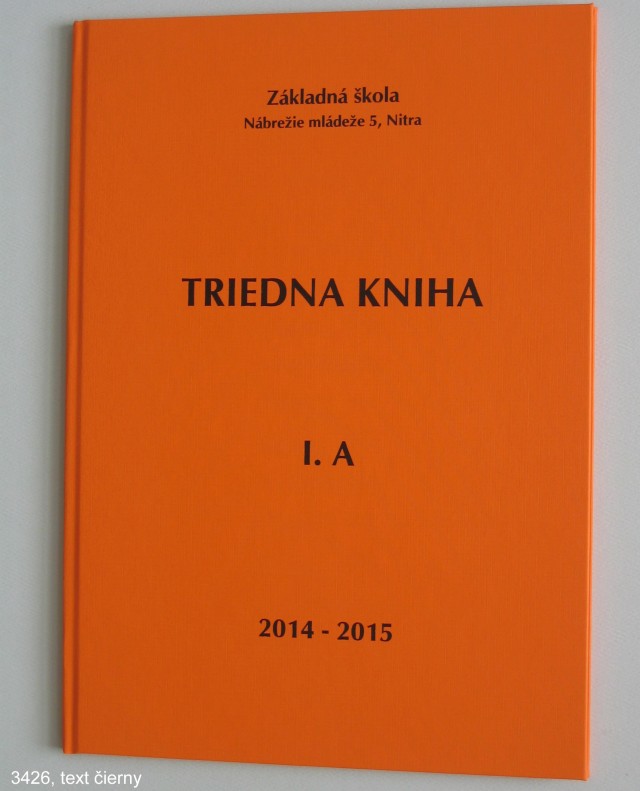 Základná škola
Nábrežie mládeže 5, Nitra
TRIEDNA KNIHA
I. A
2014 - 2015
3426, text čierny